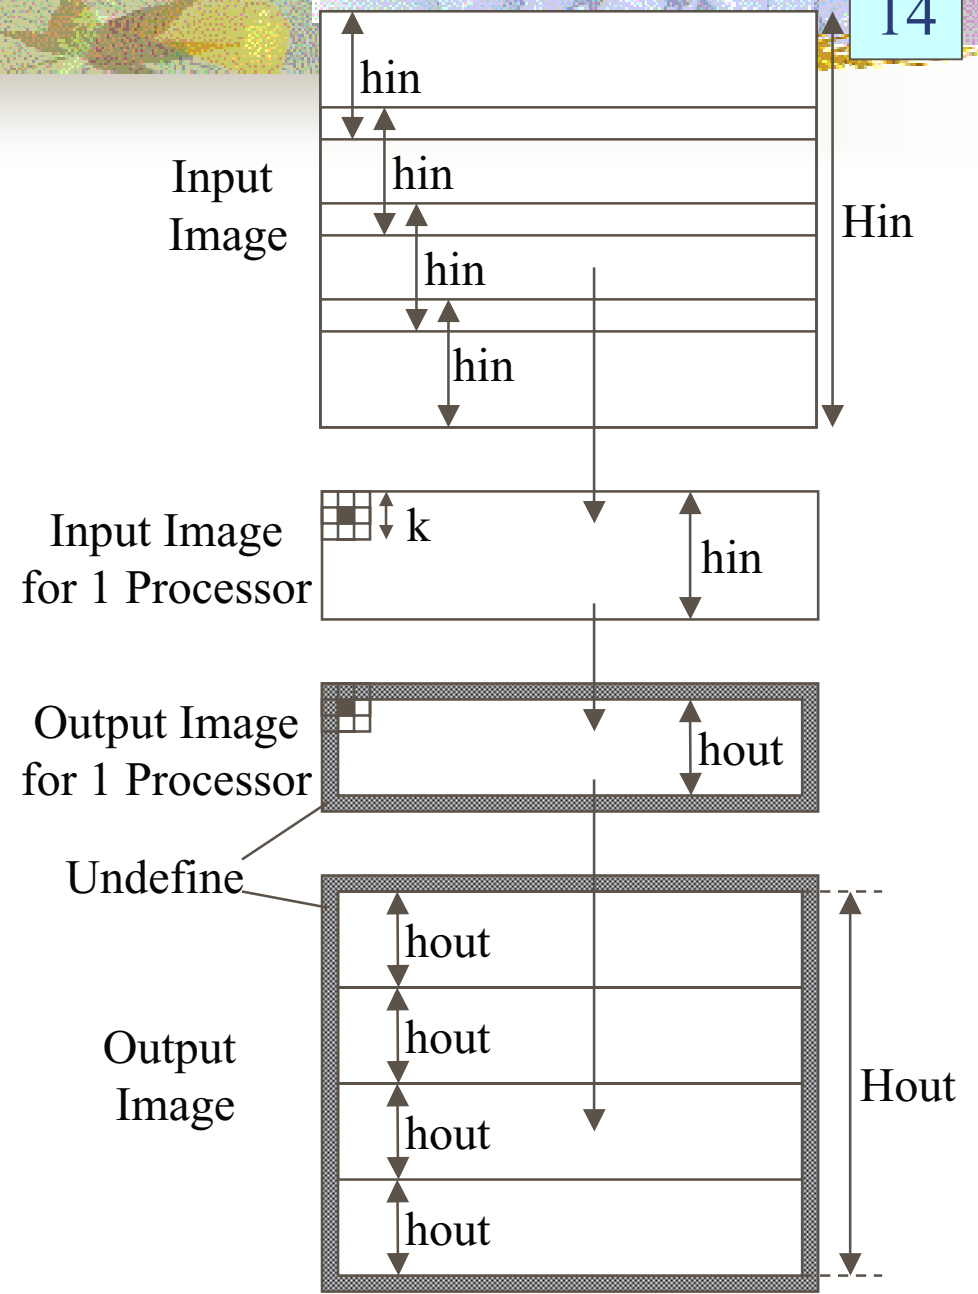 14
hin
hin
hin
hin
Input
Image
Hin
Input Image
for 1 Processor
k
hin
Output Image
for 1 Processor
hout
Undefine
hout
hout
hout
hout
Output
Image
Hout